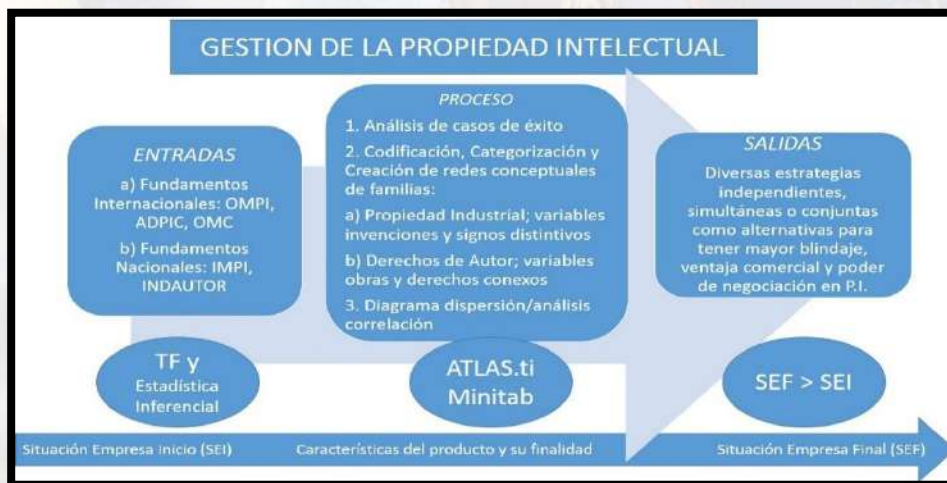 GESTION DE LA PROPIEDAD INTELECTUAL
ENTRADAS
a) Fundamentos
Internacionales: OMPI,
ADPIC, OMC
b) Fundamentos
Nacionales: IMPI,
INDAUTOR
PROCESO
1. Análisis de casos de éxito
2. Codificación, Categorización y
Creación de redes conceptuales
de familias:
a) Propiedad Industrial; variables
invenciones y signos distintivos
b) Derechos de Autor; variables
obras y derechos conexos
3. Diagrama dispersión/análisis
correlación
SALIDAS
Diversas estrategias
independientes,
simultáneas o conjuntas
como alternativas para
tener mayor blindaje,
ventaja comercial y poder
de negociación en P.I.
TF y
Estadística
Inferencial
ATLAS.ti
Minitab
SEF > SEI
Situación Empresa Inicio (SEI)
Características del producto y su finalidad
Situación Empresa Final (SEF)